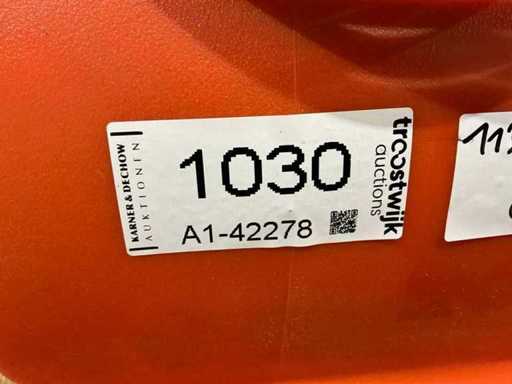 KARNER & DECHOW
AUKTIONEN
1030
A1-42278
troostwijk
auctions